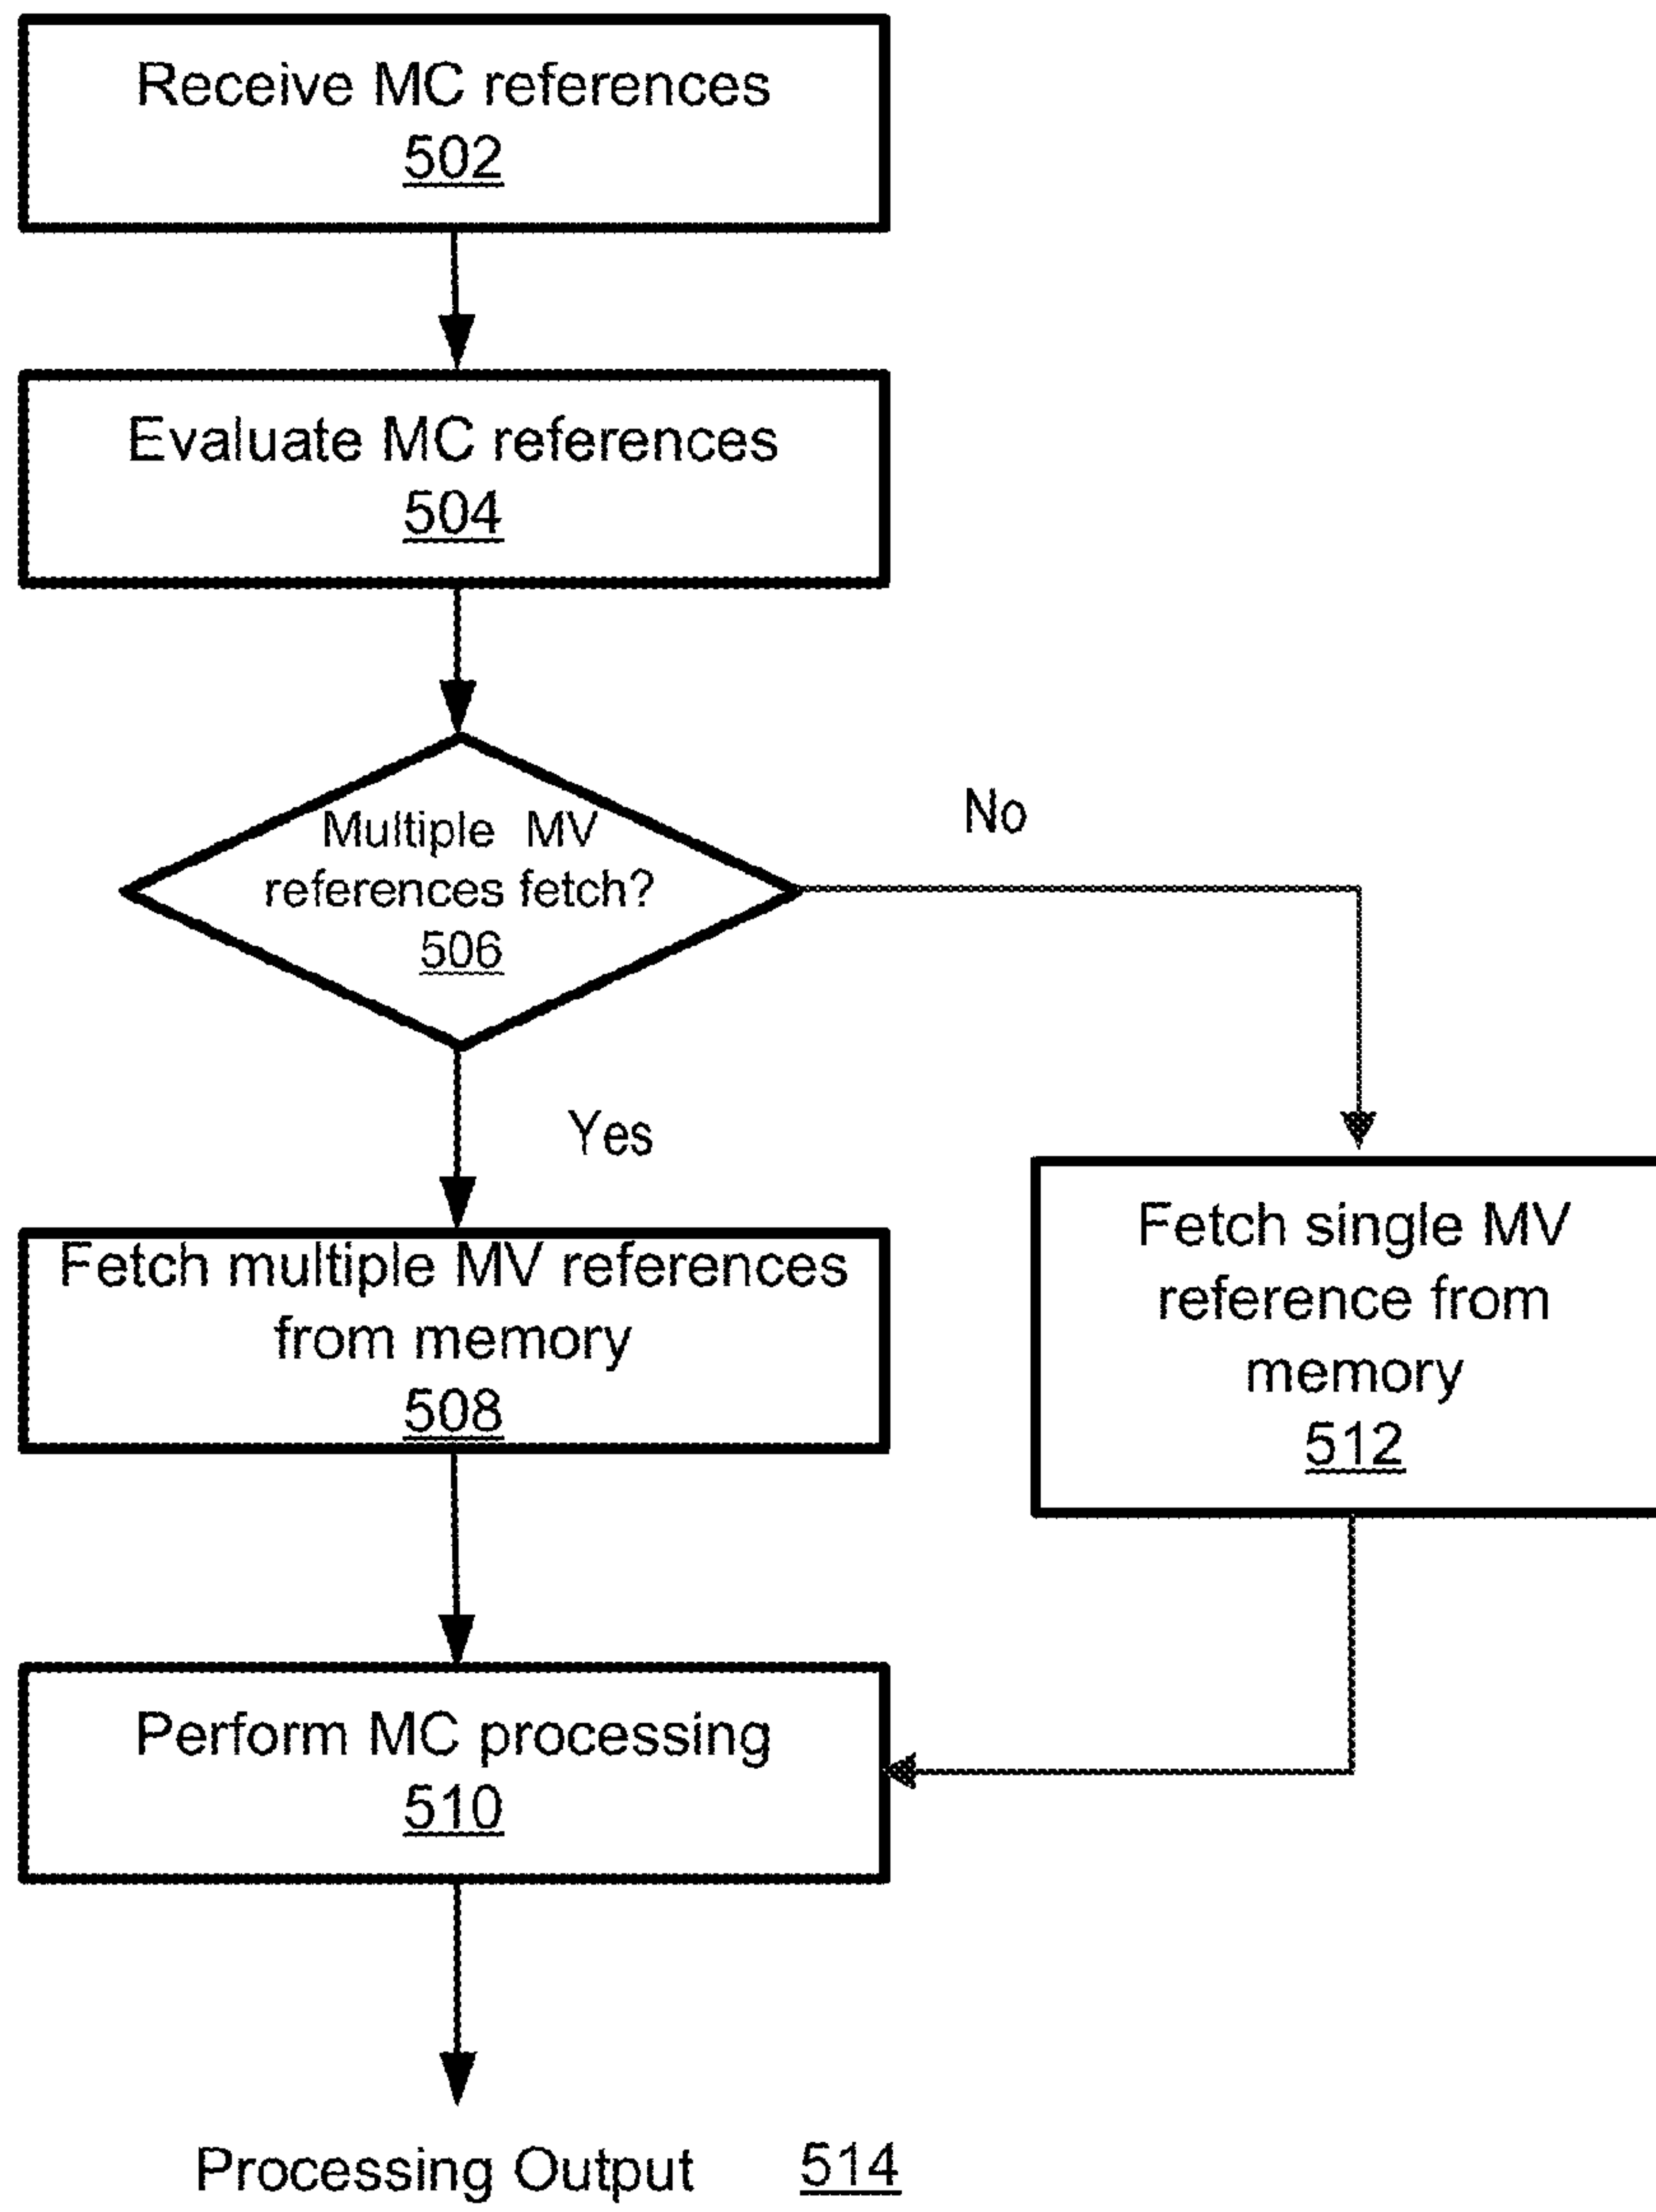 Receive MC references
502
Evaluate MC references
504
Multiple MV
references fetch?
506
No
Yes
Fetch multiple MV references
from memory
508
Fetch single MV
reference from
memory
512
Perform MC processing
510
Processing Output 514